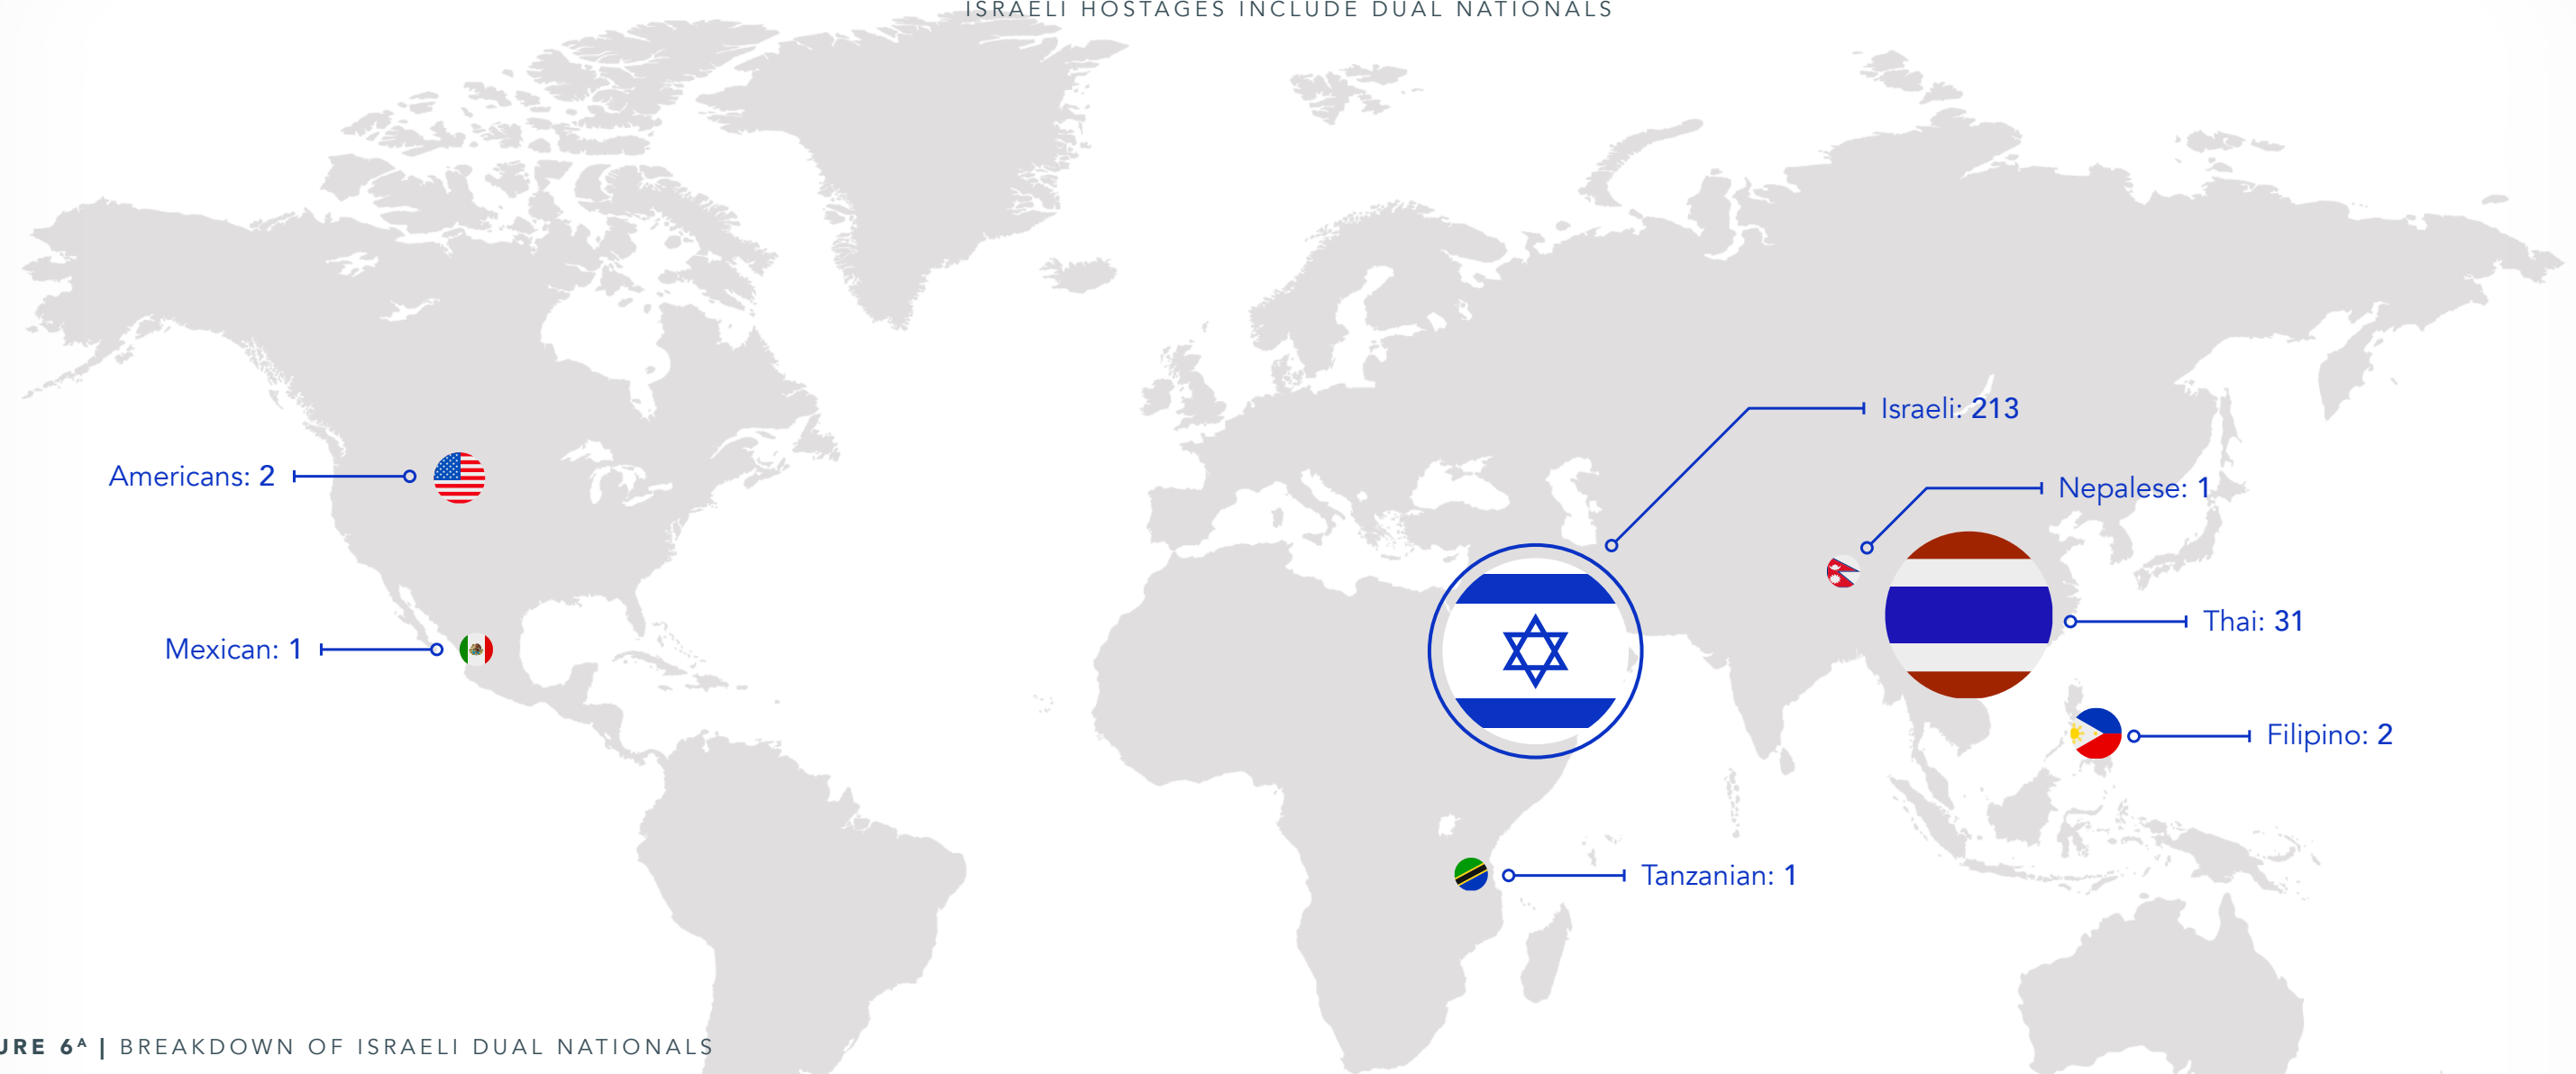 ISRAELI HOSTAGES INCLUDE DUAL NATIONALS
Israeli: 213
Americans: 2
Nepalese: 1
Thai: 31
Mexican: 1
Filipino: 2
Tanzanian: 1
URE 6A | BREAKDOWN OF ISRAELI DUAL NATIONALS